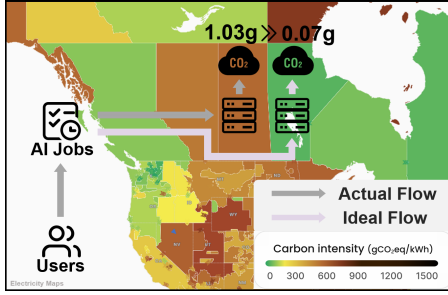 1.03g≫0.07g
CO₂ CO₂
AI Jobs
Users
Actual Flow
Ideal Flow
Carbon intensity (gCO₂eq/kWh)
0 300 600 900 1200 1500
Electricity Maps